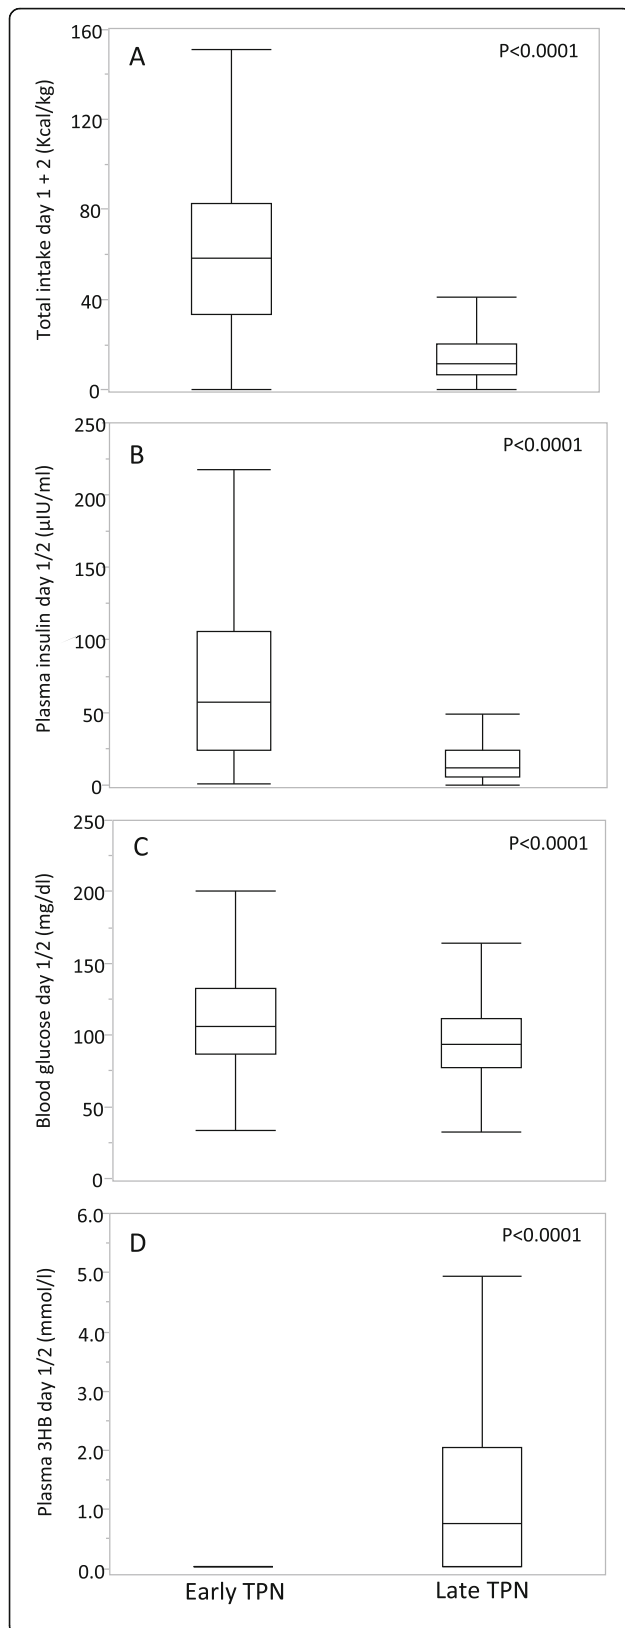 A
P<0.0001
Total intake day 1 + 2 (Kcal/kg)
160
120
80
40
0
B
P<0.0001
Plasma insulin day 1/2 (µIU/ml)
250
200
150
100
50
0
C
P<0.0001
Blood glucose day 1/2 (mg/dl)
250
200
150
100
50
0
D
P<0.0001
Plasma 3HB day 1/2 (mmol/l)
6.0
5.0
4.0
3.0
2.0
1.0
0.0
Early TPN
Late TPN